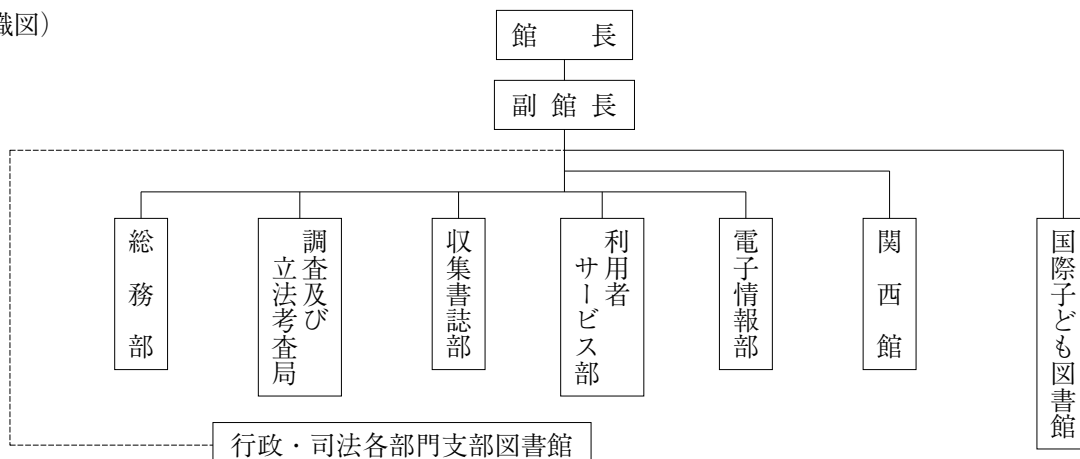 織図）
館長
副館長
総務部
調査及び
立法考査局
収集書誌部
利用者
サービス部
電子情報部
関西館
国際子ども図書館
行政・司法各部門支部図書館